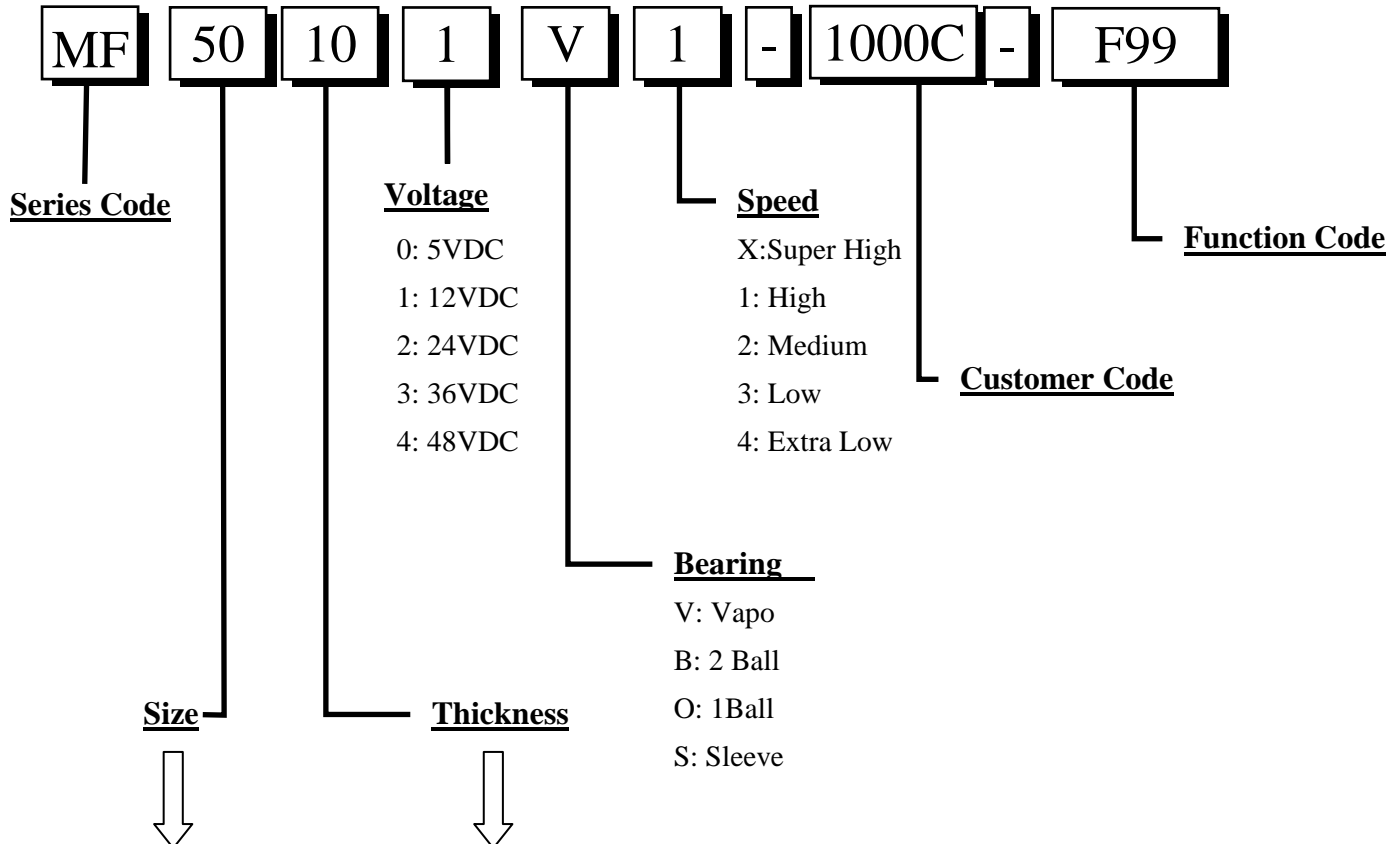 MF 50 10 1 V 1 - 1000C - F99
Series Code
Voltage
0: 5VDC
1: 12VDC
2: 24VDC
3: 36VDC
4: 48VDC
Speed
X:Super High
1: High
2: Medium
3: Low
4: Extra Low
Function Code
Customer Code
Bearing
V: Vapo
B: 2 Ball
O: 1Ball
S: Sleeve
Size
Thickness